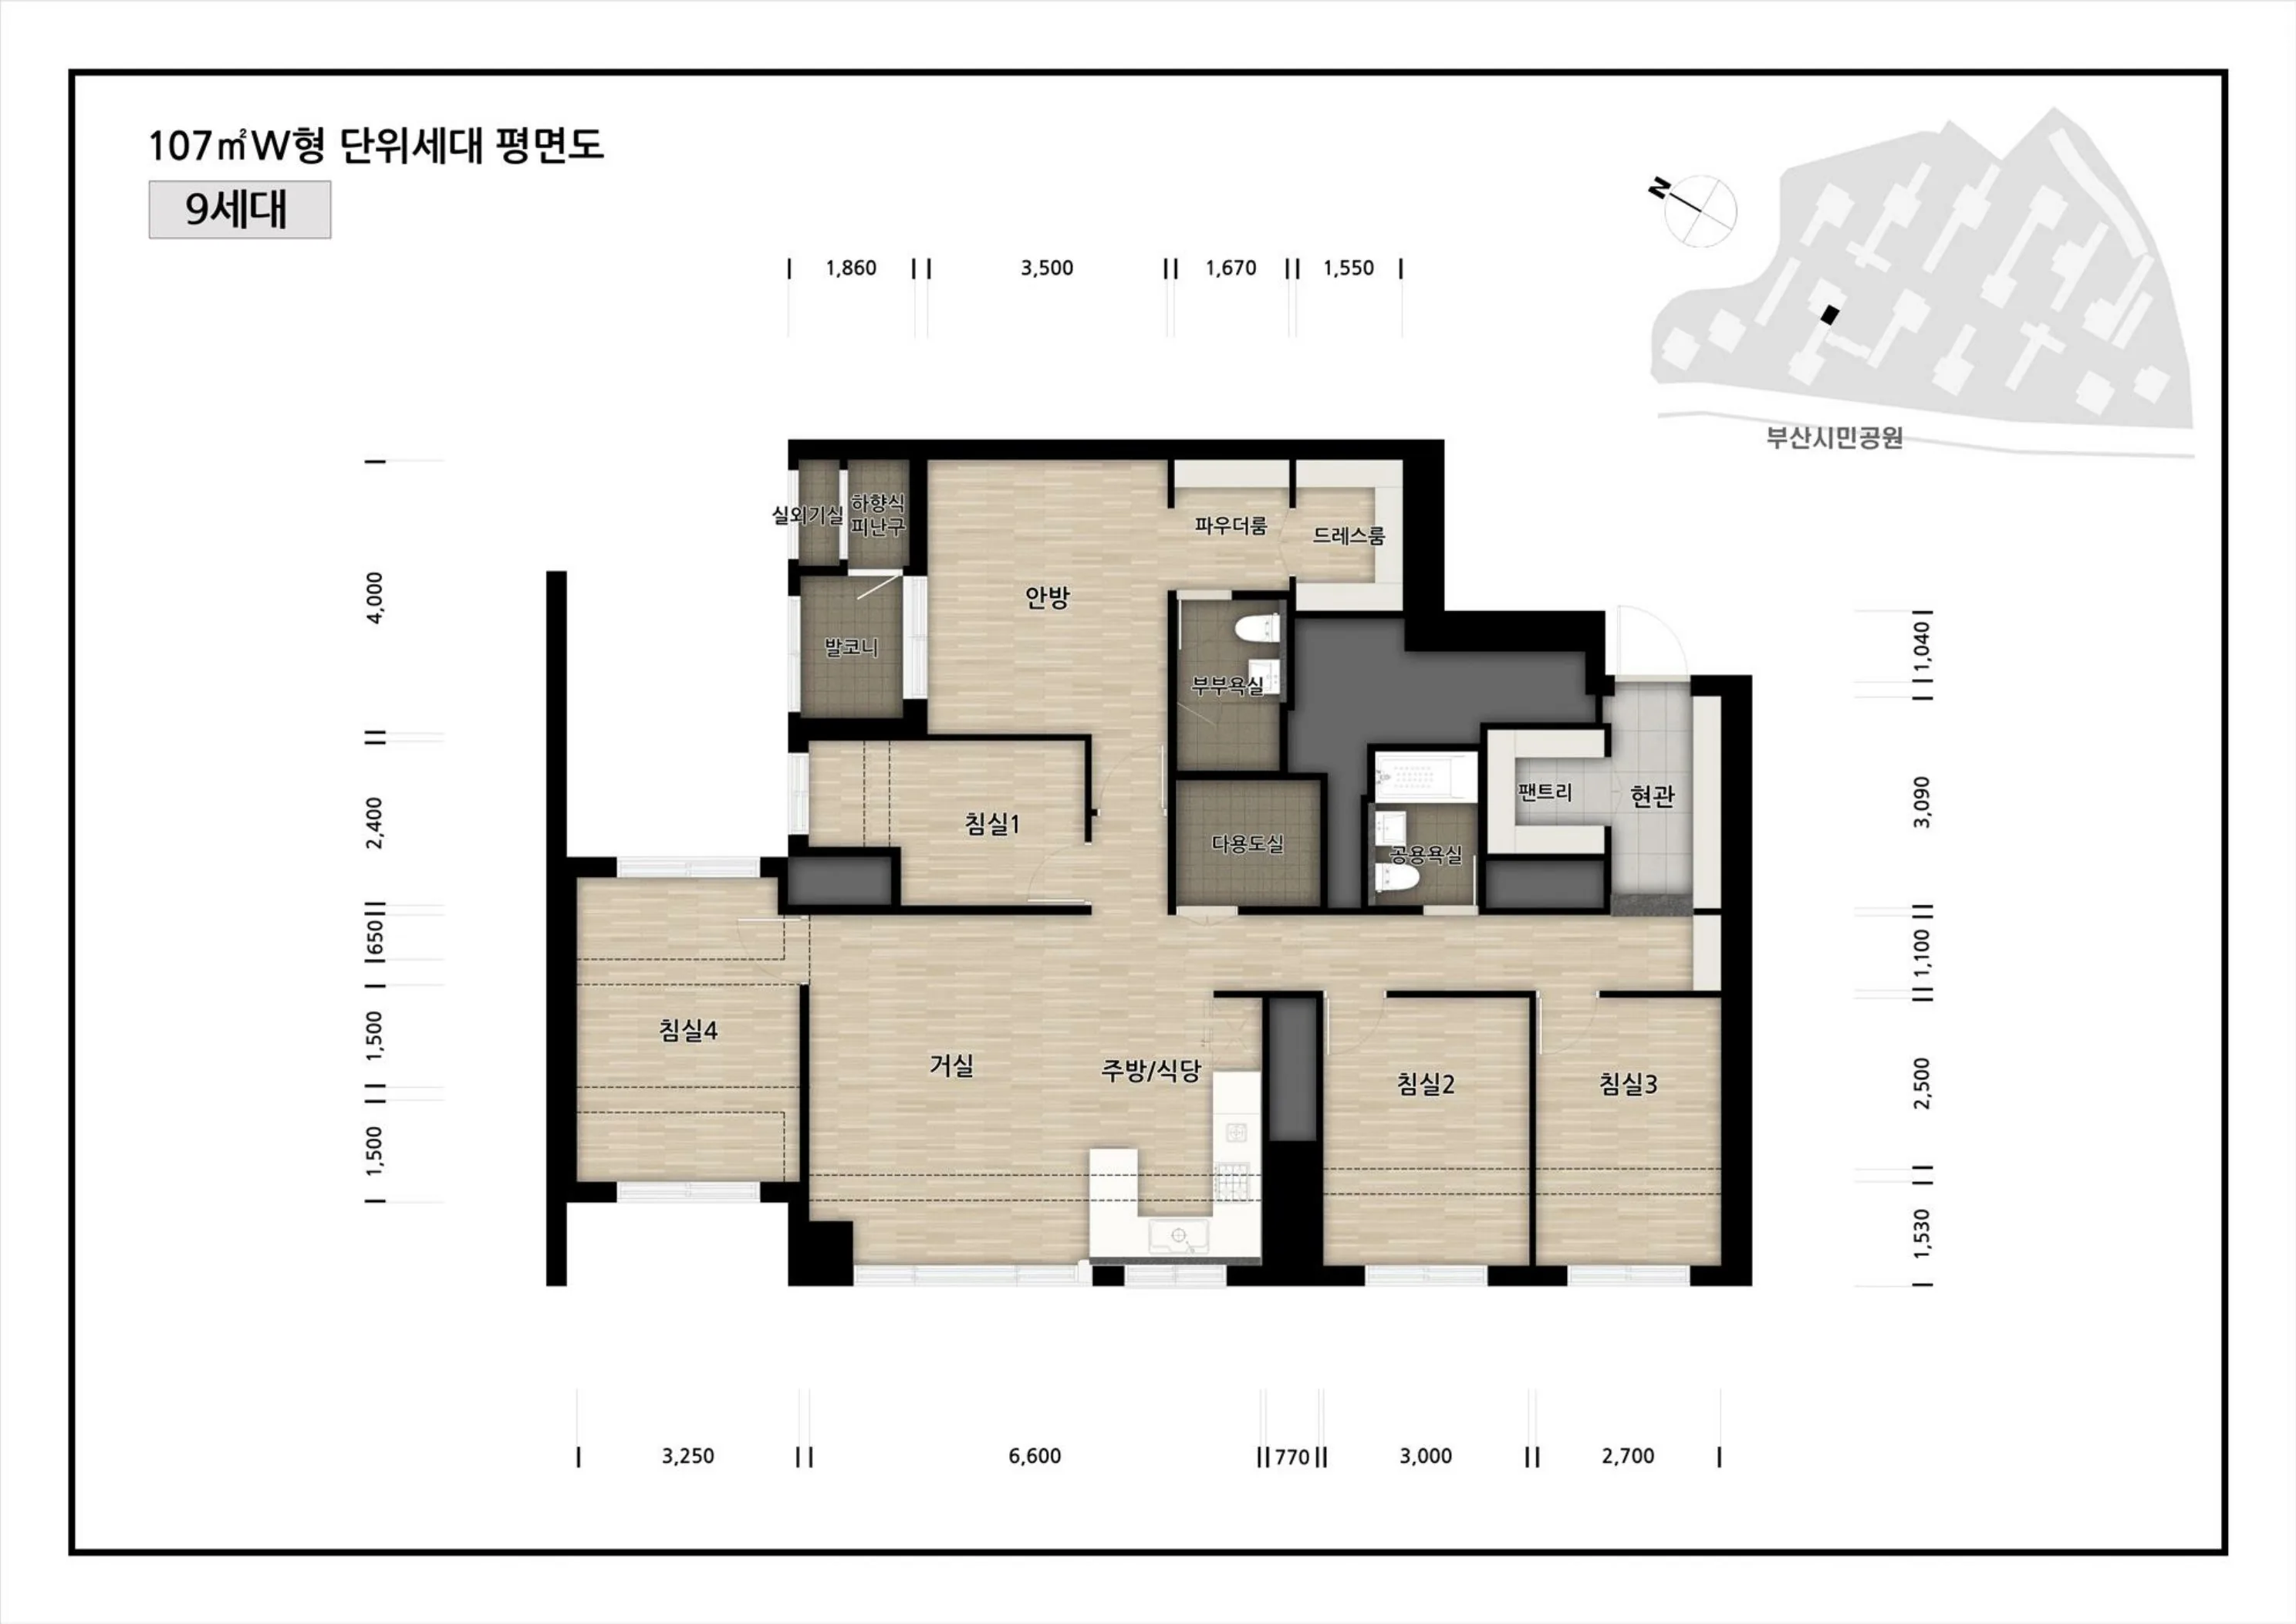 107㎡W형 단위세대 평면도
9세대
N
부산시민공원
1,860
3,500
1,670
1,550
4,000
2,400
650
1,500
1,500
1,040
3,090
1,100
2,500
1,530
실외기실
하향식
피난구
파우더룸
드레스룸
안방
발코니
부부욕실
팬트리
현관
침실1
다용도실
공용욕실
침실4
거실
주방/식당
침실2
침실3
3,250
6,600
770
3,000
2,700